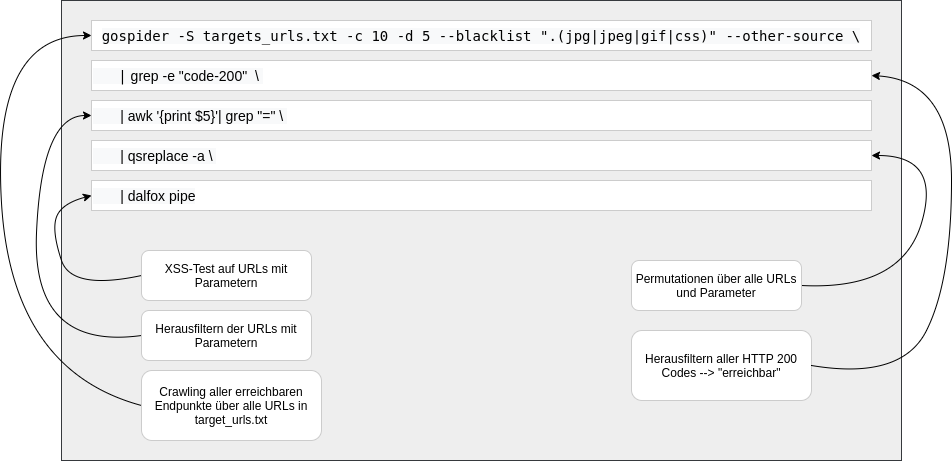 gospider -S targets_urls.txt -c 10 -d 5 --blacklist ".(jpg|jpeg|gif|css)" --other-source \
| grep -e "code-200" \
| awk '{print $5}'| grep "=" \
| qsreplace -a \
| dalfox pipe
XSS-Test auf URLs mit
Parametern
Herausfiltern der URLs mit
Parametern
Crawling aller erreichbaren
Endpunkte über alle URLs in
target_urls.txt
Permutationen über alle URLs
und Parameter
Herausfiltern aller HTTP 200
Codes --> "erreichbar"